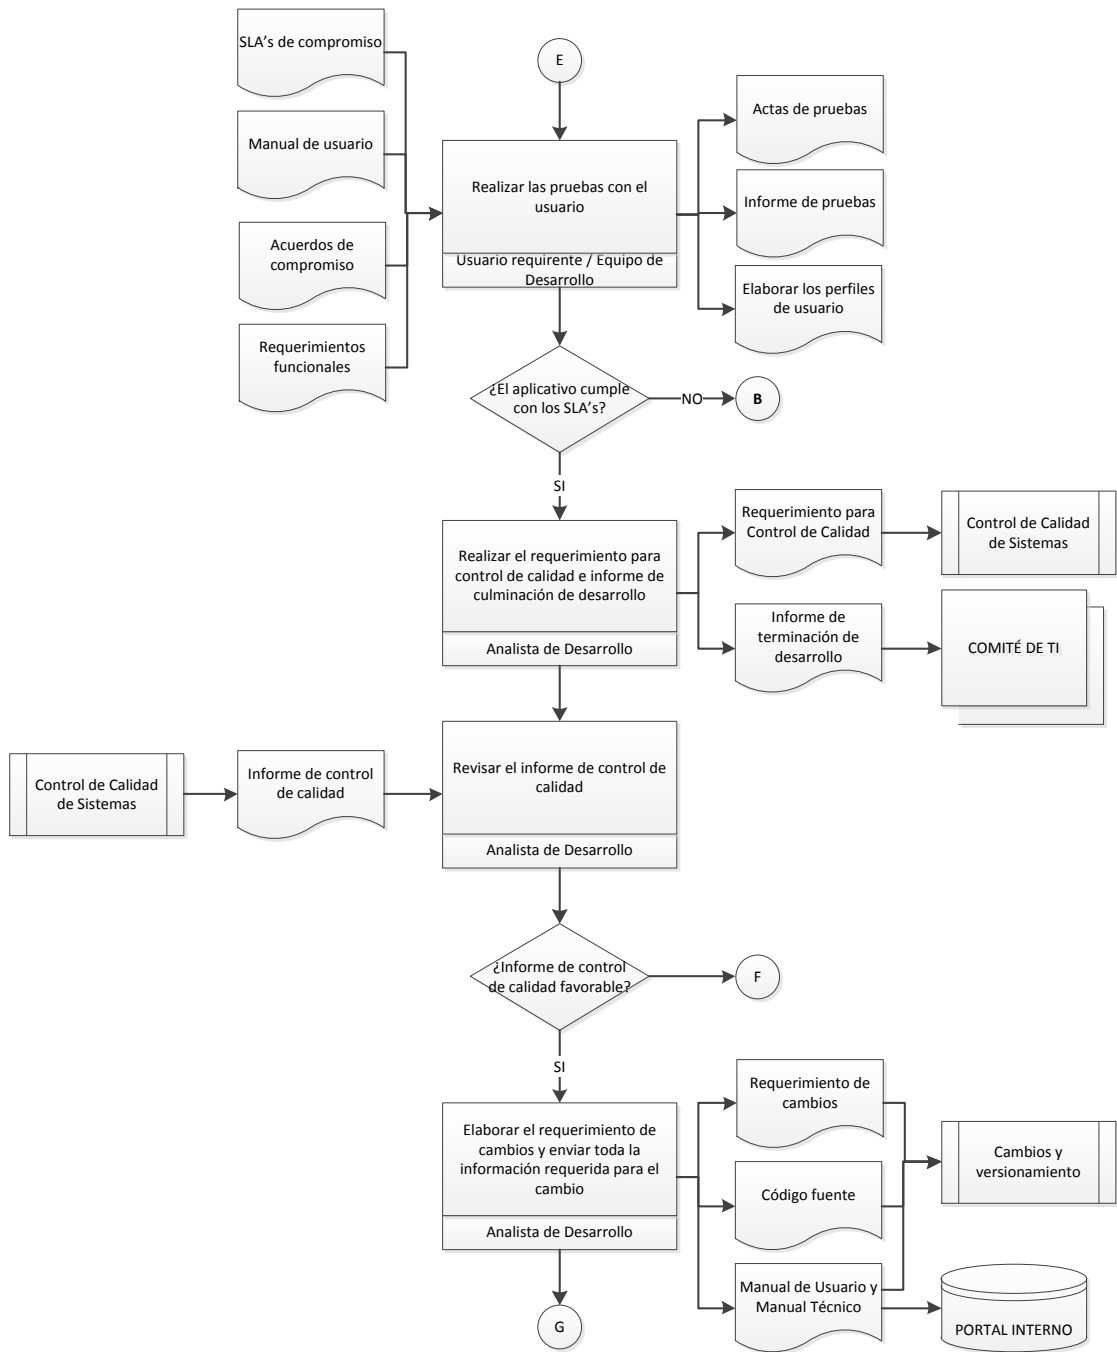 SLA's de compromiso
E
Actas de pruebas
Manual de usuario
Realizar las pruebas con el
usuario
Informe de pruebas
Acuerdos de
compromiso
Usuario requirente / Equipo de
Desarrollo
Elaborar los perfiles
de usuario
Requerimientos
funcionales
¿El aplicativo cumple
con los SLA's?
NO
B
SI
Requerimiento para
Control de Calidad
Control de Calidad
de Sistemas
Realizar el requerimiento para
control de calidad e informe de
culminación de desarrollo
Analista de Desarrollo
Informe de
terminación de
desarrollo
COMITÉ DE TI
Control de Calidad
de Sistemas
Informe de control
de calidad
Revisar el informe de control de
calidad
Analista de Desarrollo
¿Informe de control
de calidad favorable?
F
SI
Requerimiento de
cambios
Elaborar el requerimiento de
cambios y enviar toda la
información requerida para el
cambio
Analista de Desarrollo
Cambios y
versionamiento
Código fuente
Manual de Usuario y
Manual Técnico
PORTAL INTERNO
G